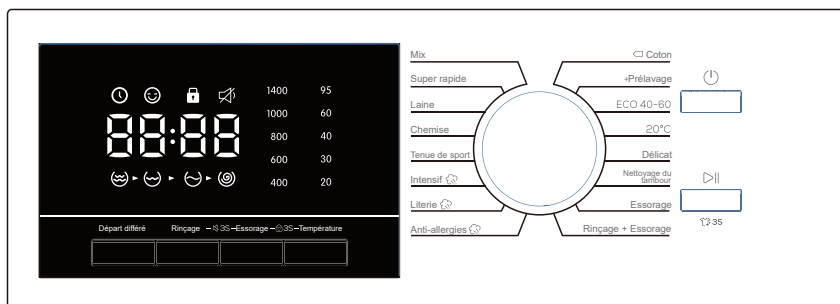 1400 95
1000 60
88:88
800 40
600 30
400 20
Départ différé Rinçage 3S Essorage 3S Température
Mix
Super rapide
Laine
Chemise
Tenue de sport
Intensif
Literie
Anti-allergies
Coton
+Prélavage
ECO 40-60
20°C
Délicat
Nettoyage du
tambour
Essorage
Rinçage + Essorage
3S